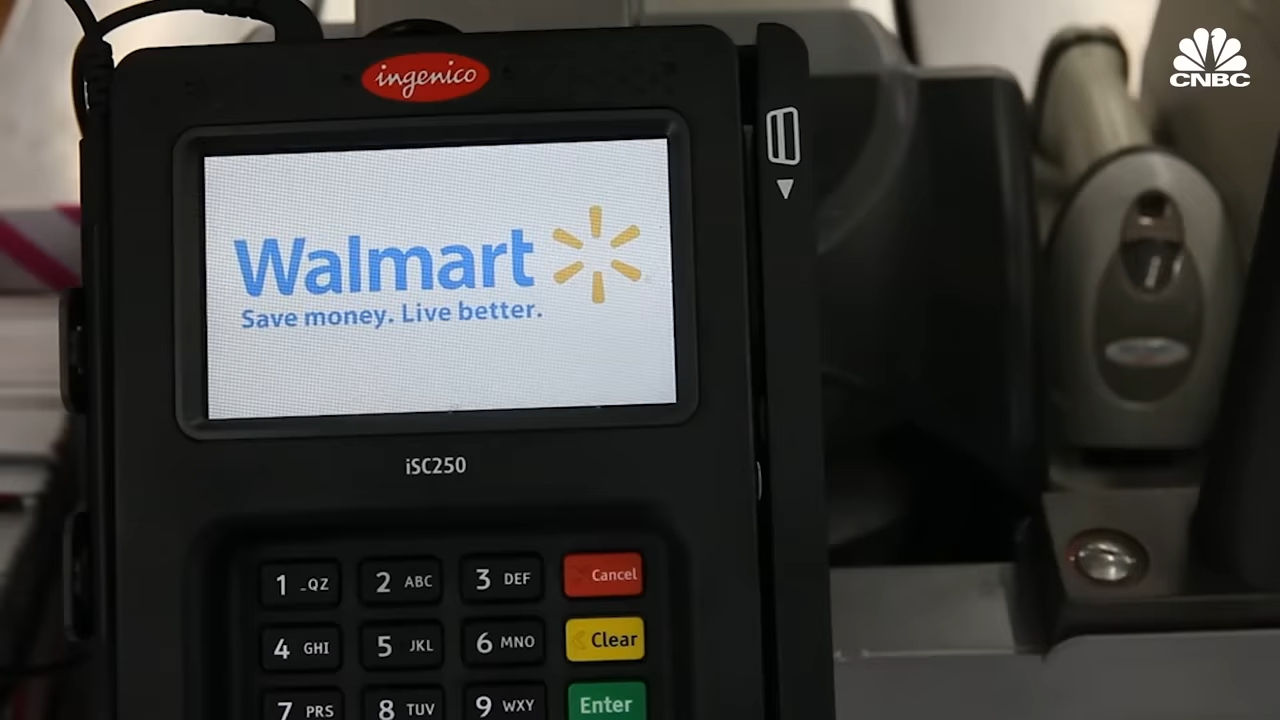 ingenico
CNBC
Walmart
Save money. Live better.
iSC250
1 _QZ 2 ABC 3 DEF Cancel
4 GHI 5 JKL 6 MNO Clear
7 PRS 8 TUV 9 WXY Enter